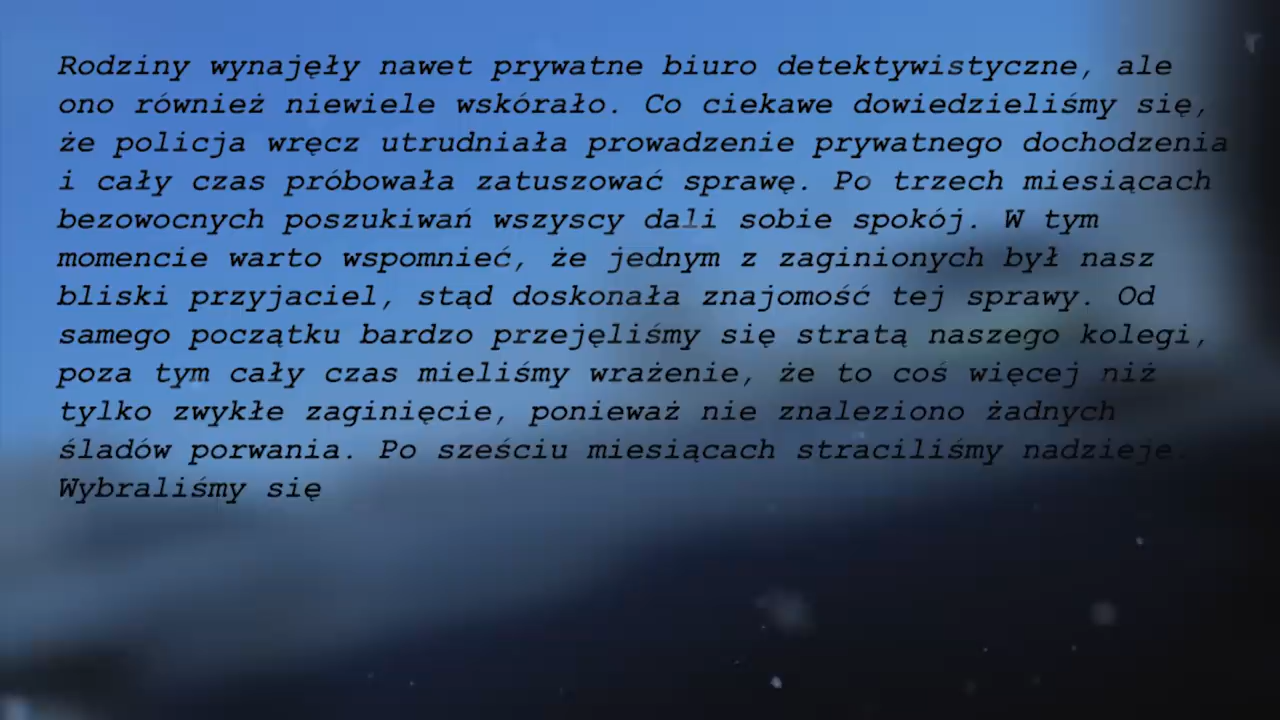 Rodziny wynajęły nawet prywatne biuro detektywistyczne, ale
ono również niewiele wskórało. Co ciekawe dowiedzieliśmy się,
że policja wręcz utrudniała prowadzenie prywatnego dochodzenia
i cały czas próbowała zatuszować sprawę. Po trzech miesiącach
bezowocnych poszukiwań wszyscy dali sobie spokój. W tym
momencie warto wspomnieć, że jednym z zaginionych był nasz
bliski przyjaciel, stąd doskonała znajomość tej sprawy. Od
samego początku bardzo przejęliśmy się stratą naszego kolegi,
poza tym cały czas mieliśmy wrażenie, że to coś więcej niż
tylko zwykłe zaginięcie, ponieważ nie znaleziono żadnych
śladów porwania. Po sześciu miesiącach straciliśmy nadzieje.
Wybraliśmy się